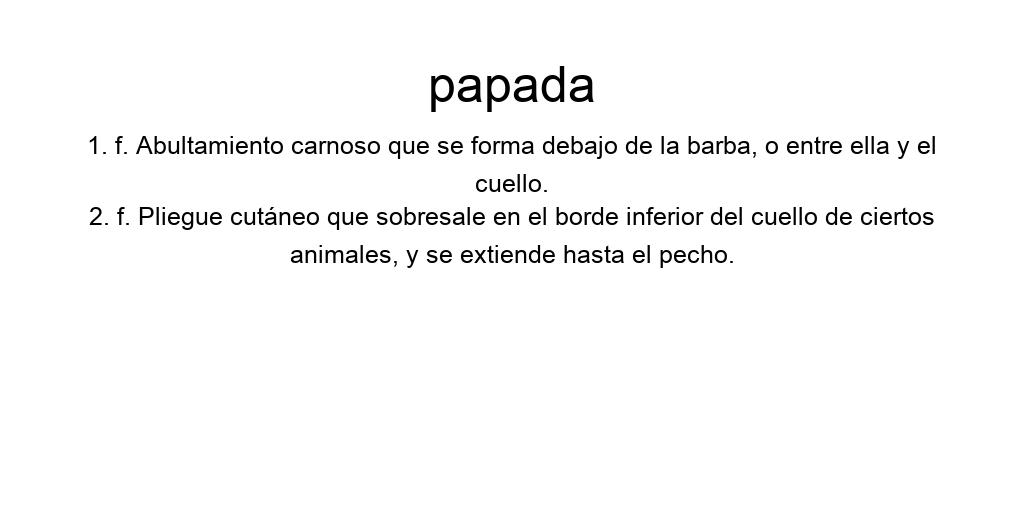 papada
1. f. Abultamiento carnoso que se forma debajo de la barba, o entre ella y el
cuello.
2. f. Pliegue cutáneo que sobresale en el borde inferior del cuello de ciertos
animales, y se extiende hasta el pecho.